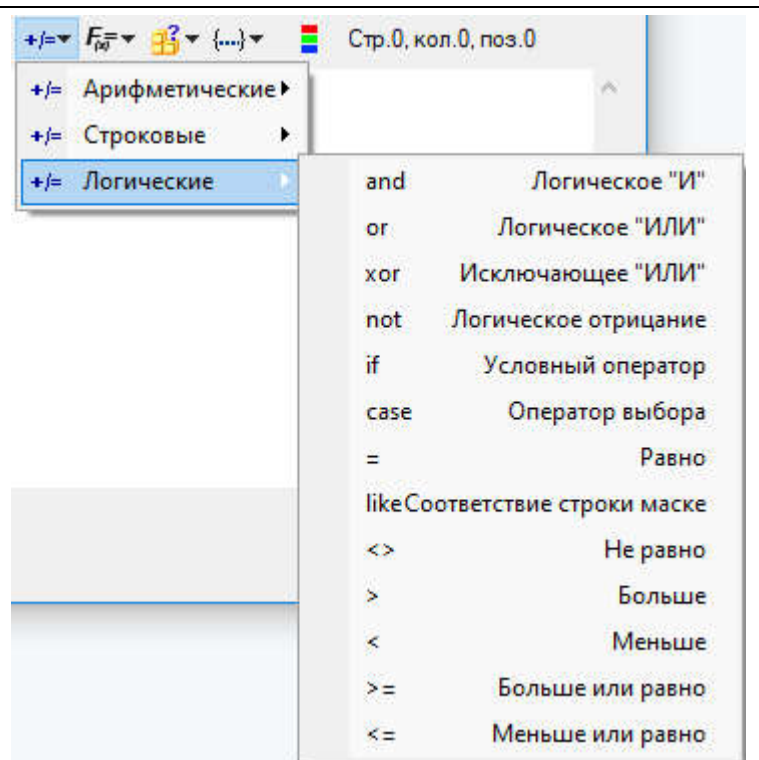 +/= F(x)= {....} Стр.0, кол.0, поз.0
+/= Арифметические
+/= Строковые
+/= Логические
and Логическое "И"
or Логическое "ИЛИ"
xor Исключающее "ИЛИ"
not Логическое отрицание
if Условный оператор
case Оператор выбора
= Равно
likeСоответствие строки маске
<> Не равно
> Больше
< Меньше
>= Больше или равно
<= Меньше или равно